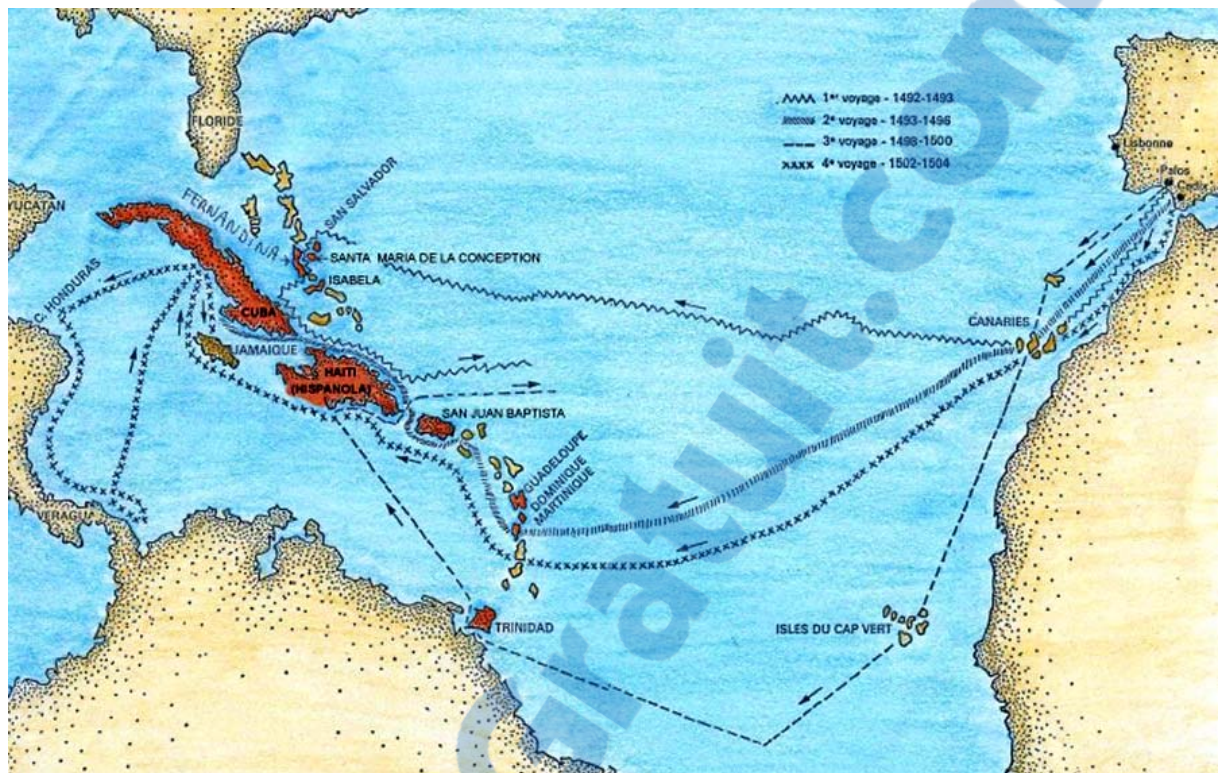 1er voyage - 1492-1493
2e voyage - 1493-1496
3e voyage - 1498-1500
4e voyage - 1502-1504
FLORIDE
Lisbonne
Palos
Cadix
YUCATAN
FERNANDINA
SAN SALVADOR
SANTA MARIA DE LA CONCEPTION
ISABELA
C. HONDURAS
CUBA
CANARIES
JAMAIQUE
HAITI
(HISPANOLA)
SAN JUAN BAPTISTA
GUADELOUPE
DOMINIQUE
MARTINIQUE
VERAGUA
TRINIDAD
ISLES DU CAP VERT
Gratuit.com